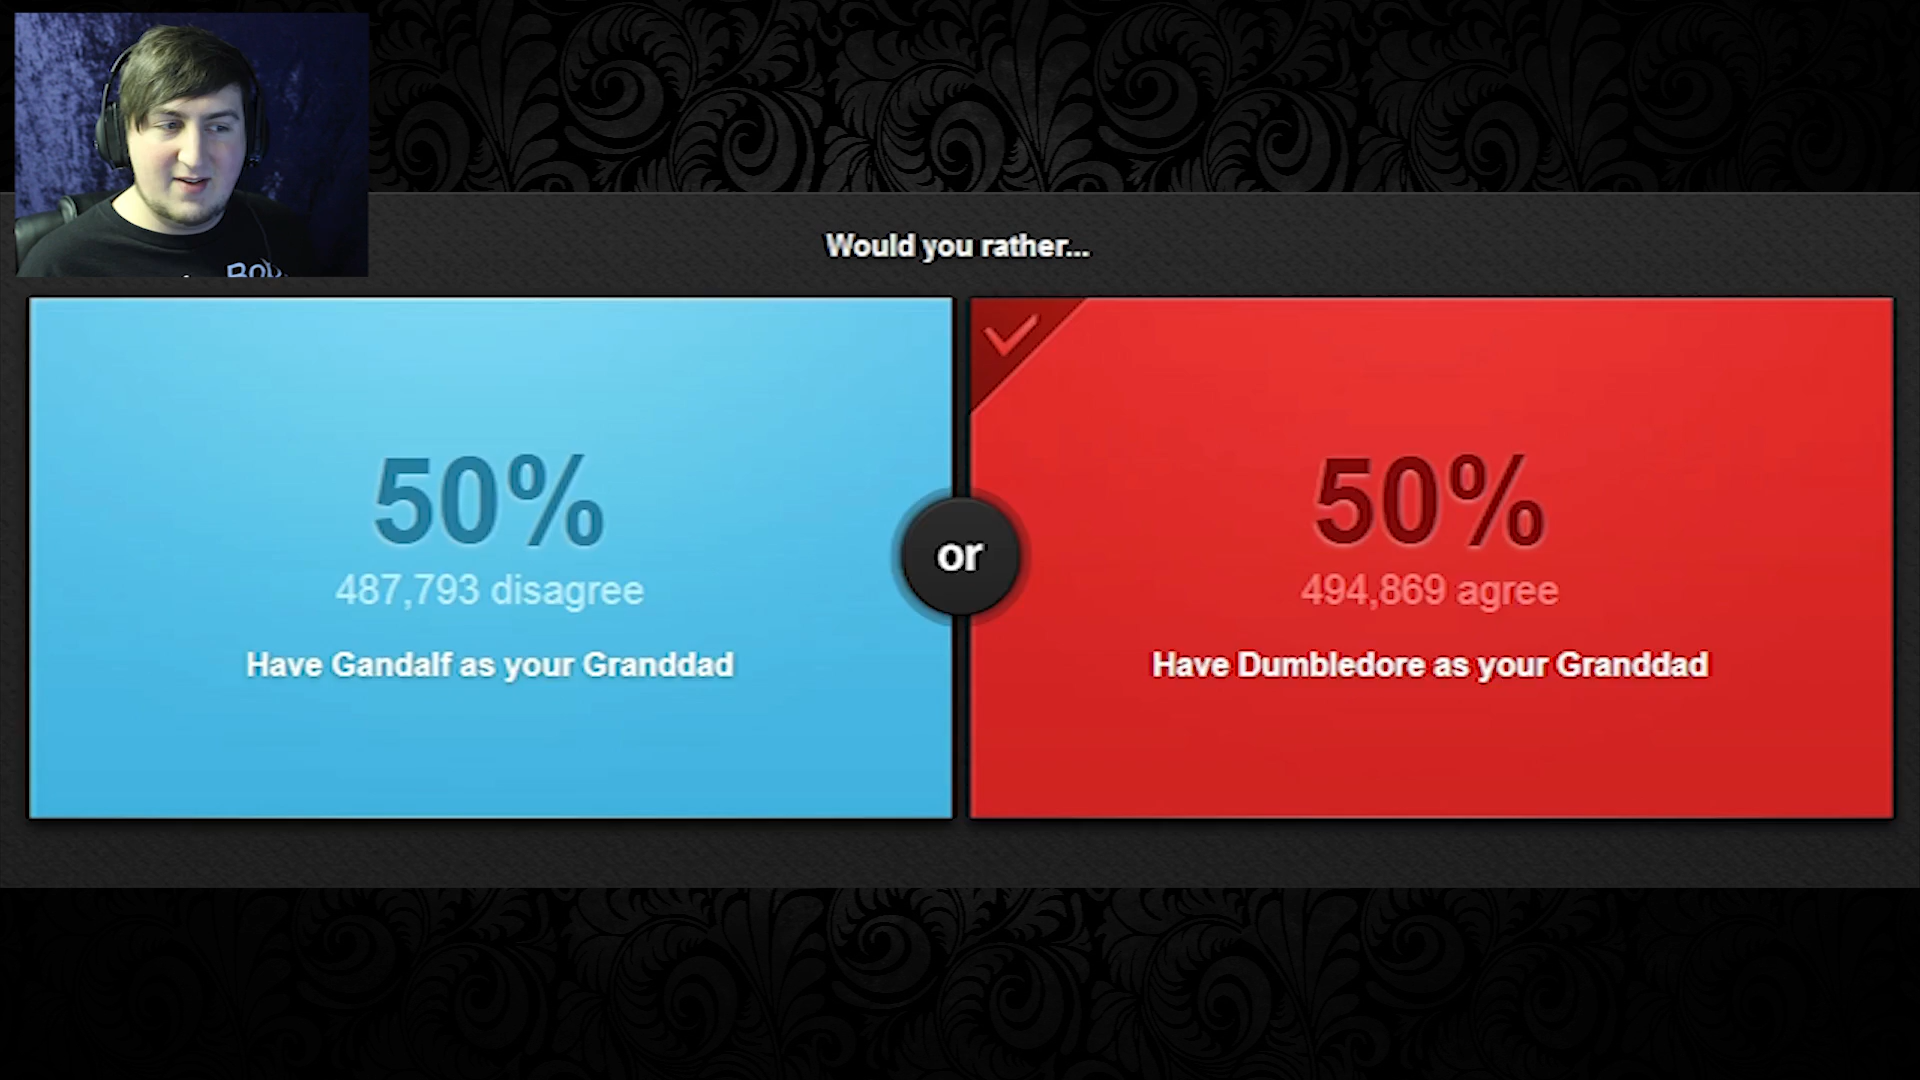 Would you rather...
50%
487,793 disagree
Have Gandalf as your Granddad
or
50%
494,869 agree
Have Dumbledore as your Granddad